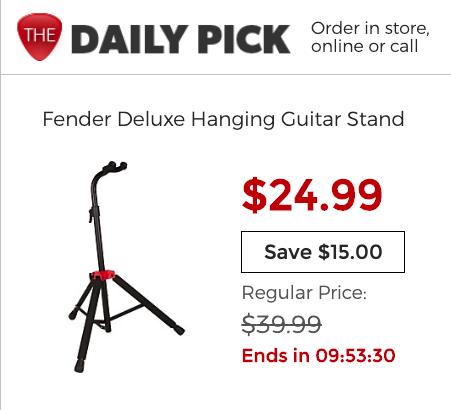 THE DAILY PICK
Order in store,
online or call
Fender Deluxe Hanging Guitar Stand
$24.99
Save $15.00
Regular Price:
$39.99
Ends in 09:53:30